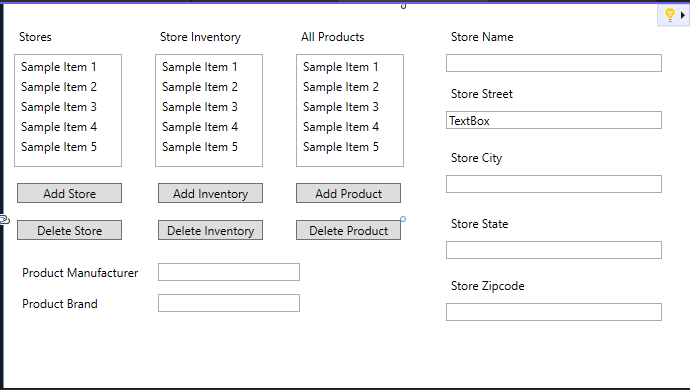 Stores
Store Inventory
All Products
Store Name
Sample Item 1
Sample Item 2
Sample Item 3
Sample Item 4
Sample Item 5
Sample Item 1
Sample Item 2
Sample Item 3
Sample Item 4
Sample Item 5
Sample Item 1
Sample Item 2
Sample Item 3
Sample Item 4
Sample Item 5
Store Street
TextBox
Store City
Add Store
Add Inventory
Add Product
Delete Store
Delete Inventory
Delete Product
Store State
Product Manufacturer
Product Brand
Store Zipcode